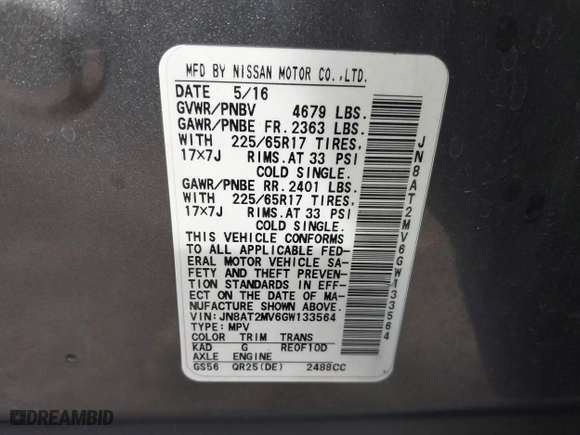 MFD BY NISSAN MOTOR CO.,LTD.
DATE 5/16
GVWR/PNBV 4679 LBS.
GAWR/PNBE FR. 2363 LBS.
WITH 225/65R17 TIRES,
17×7J RIMS.AT 33 PSI
COLD SINGLE.
GAWR/PNBE RR. 2401 LBS.
WITH 225/65R17 TIRES,
17×7J RIMS.AT 33 PSI
COLD SINGLE.
THIS VEHICLE CONFORMS
TO ALL APPLICABLE FED-
ERAL MOTOR VEHICLE SA-
FETY AND THEFT PREVEN-
TION STANDARDS IN EFF-
ECT ON THE DATE OF MA-
NUFACTURE SHOWN ABOVE.
VIN: JN8AT2MV6GW133564
TYPE: MPV
COLOR TRIM TRANS
KAD G RE0F10D
AXLE ENGINE
GS56 QR25(DE) 2488CC
JN8AT2MV6GW133564
DREAMBID